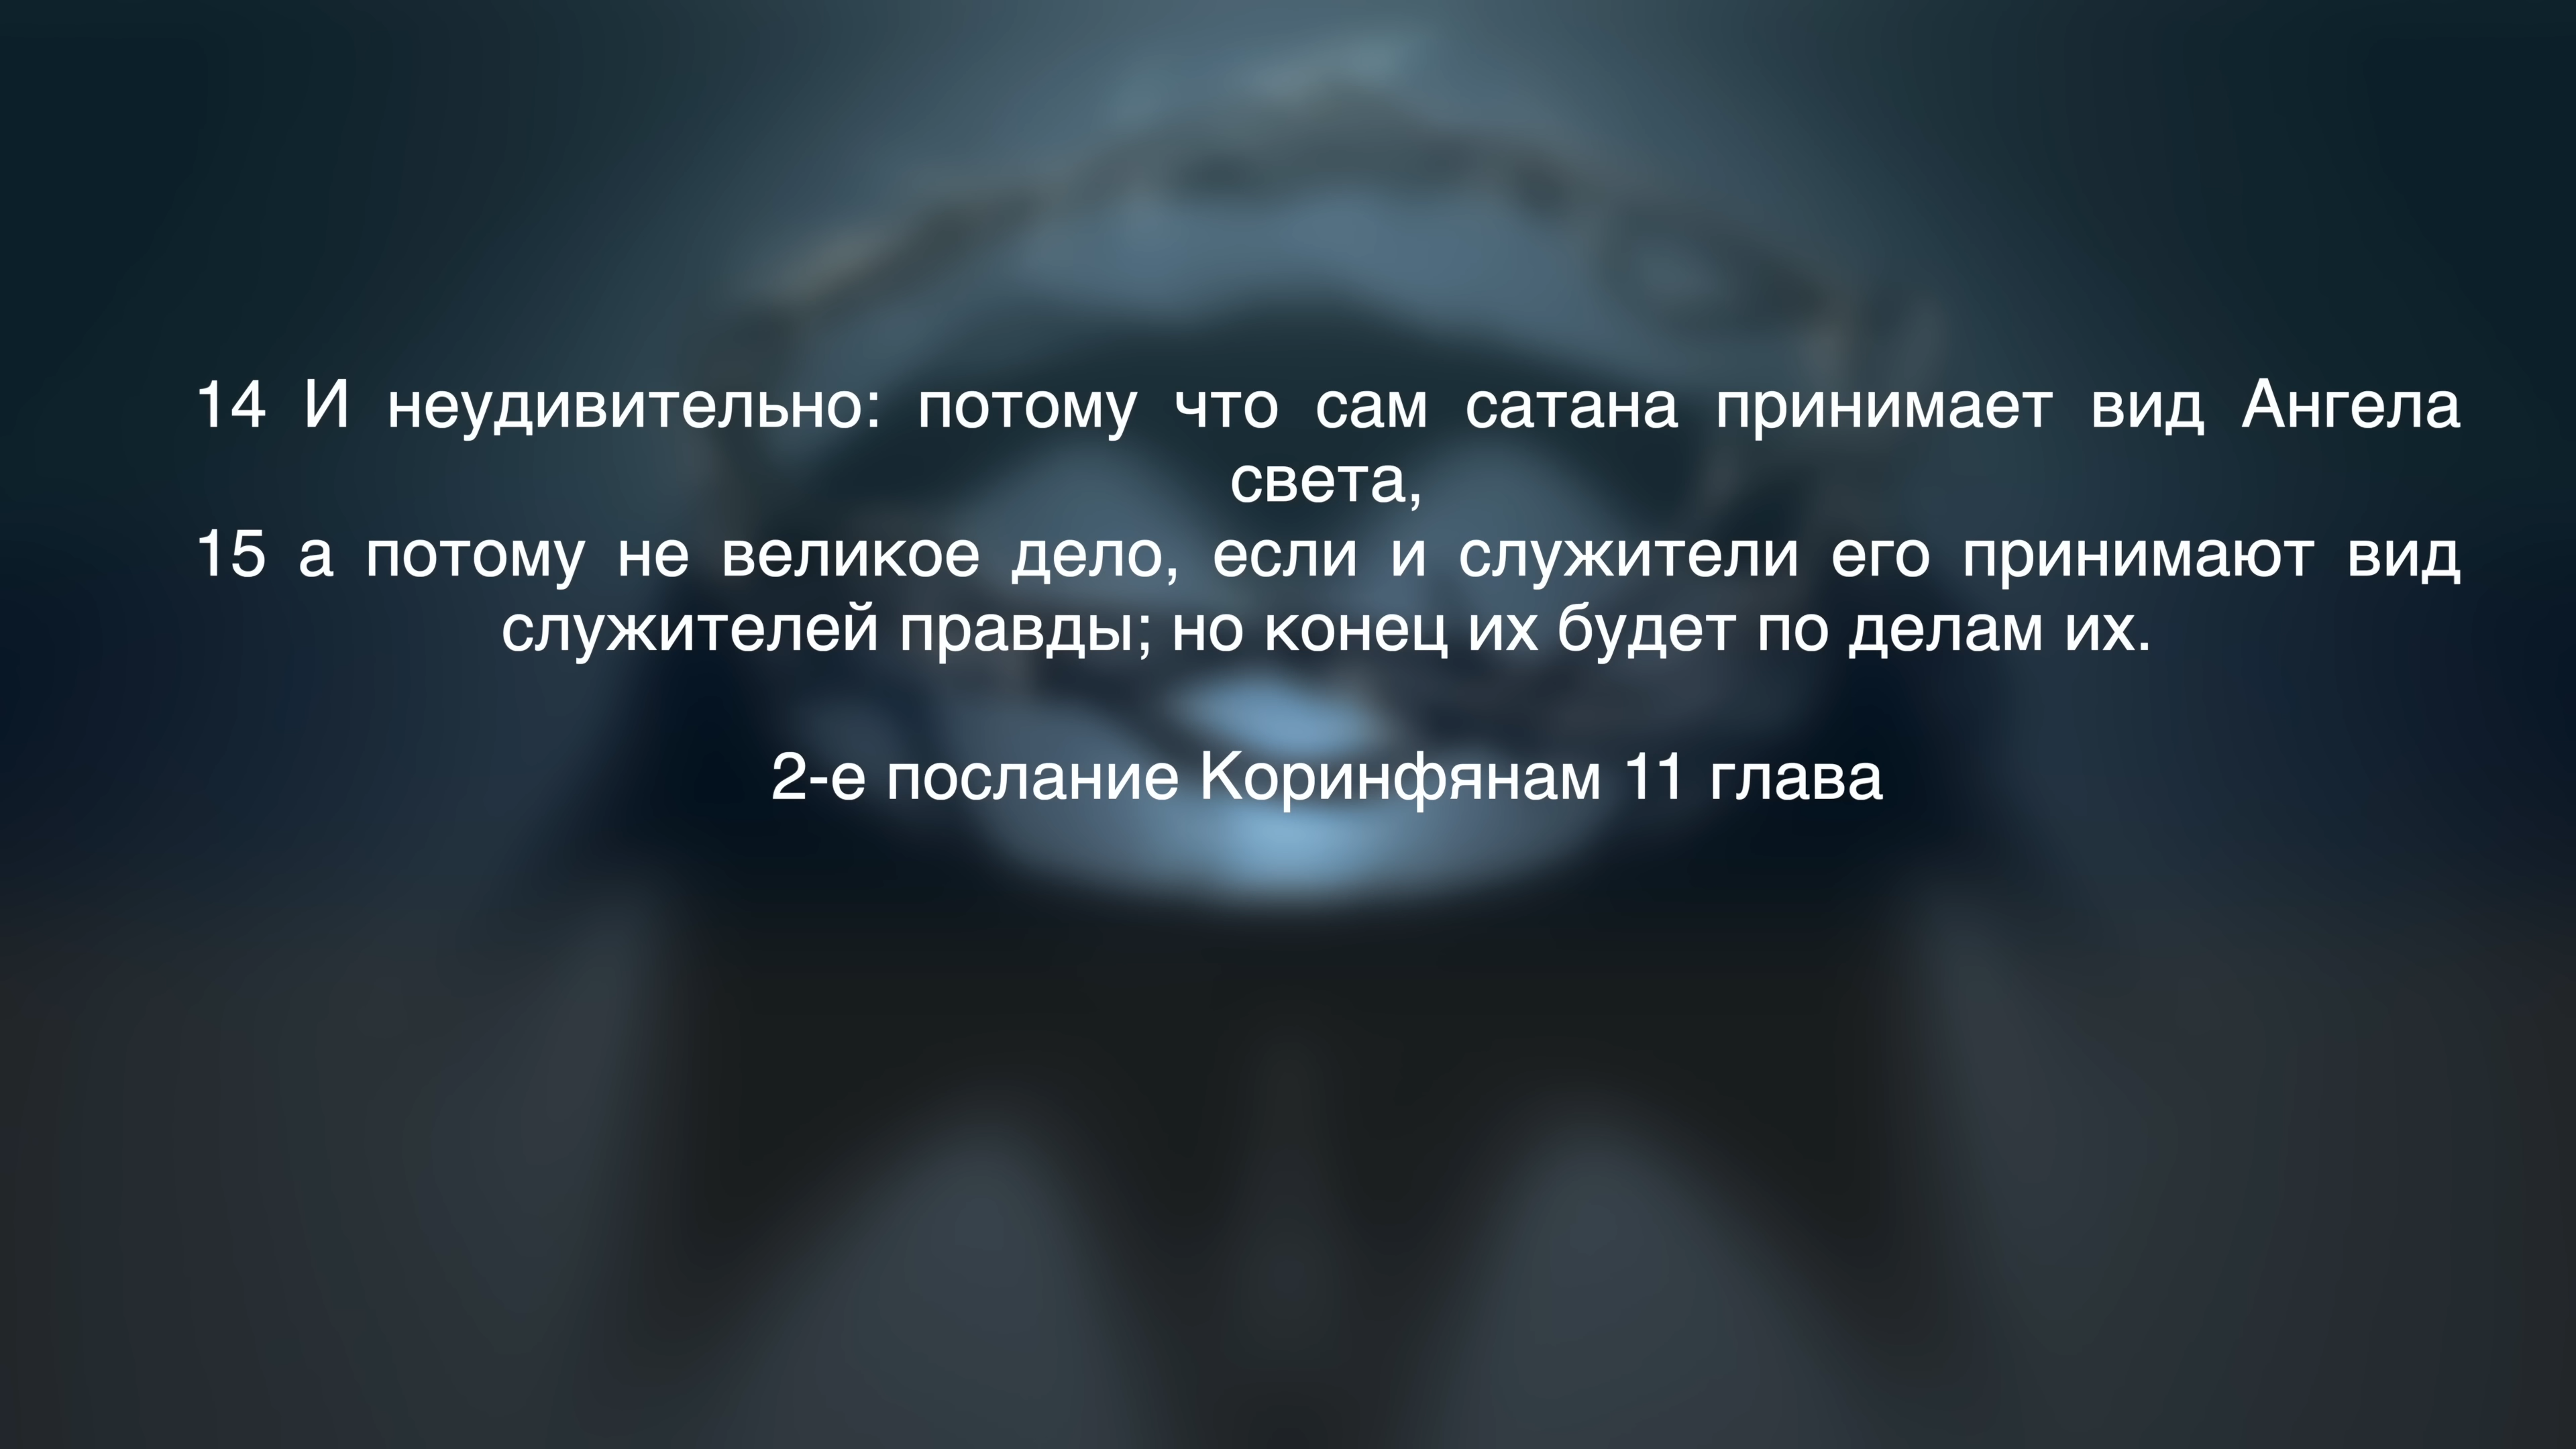 14 И неудивительно: потому что сам сатана принимает вид Ангела
света,
15 а потому не великое дело, если и служители его принимают вид
служителей правды; но конец их будет по делам их.
2-е послание Коринфянам 11 глава